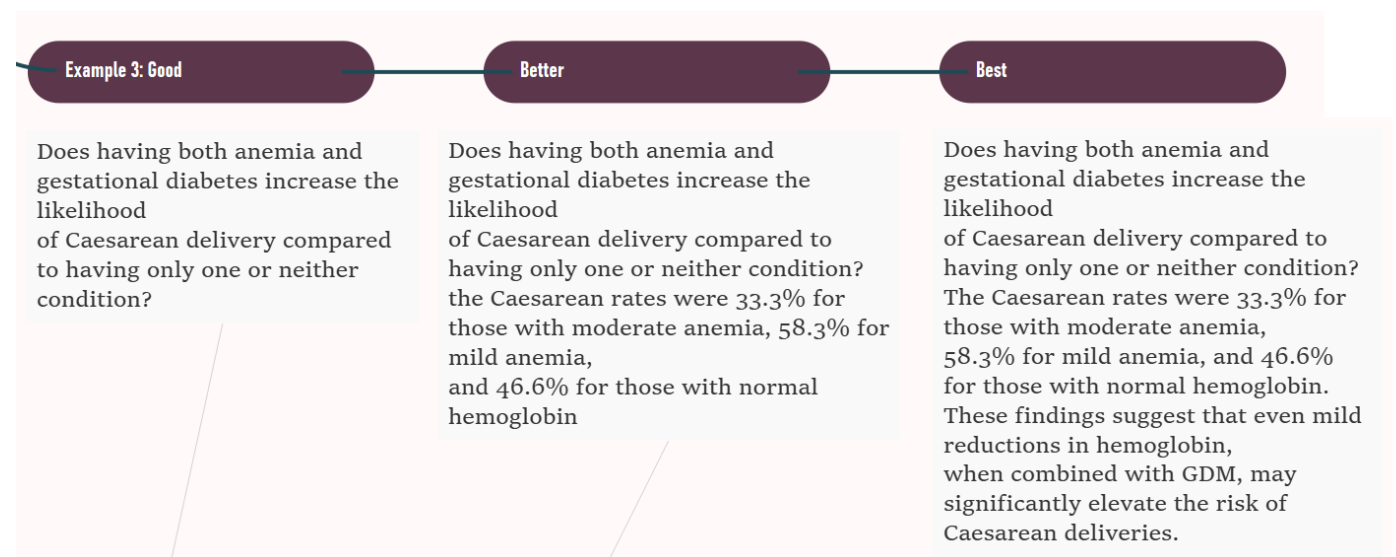 Example 3: Good
Does having both anemia and
gestational diabetes increase the
likelihood
of Caesarean delivery compared
to having only one or neither
condition?
Better
Does having both anemia and
gestational diabetes increase the
likelihood
of Caesarean delivery compared to
having only one or neither condition?
the Caesarean rates were 33.3% for
those with moderate anemia, 58.3% for
mild anemia,
and 46.6% for those with normal
hemoglobin
Best
Does having both anemia and
gestational diabetes increase the
likelihood
of Caesarean delivery compared to
having only one or neither condition?
The Caesarean rates were 33.3% for
those with moderate anemia,
58.3% for mild anemia, and 46.6%
for those with normal hemoglobin.
These findings suggest that even mild
reductions in hemoglobin,
when combined with GDM, may
significantly elevate the risk of
Caesarean deliveries.